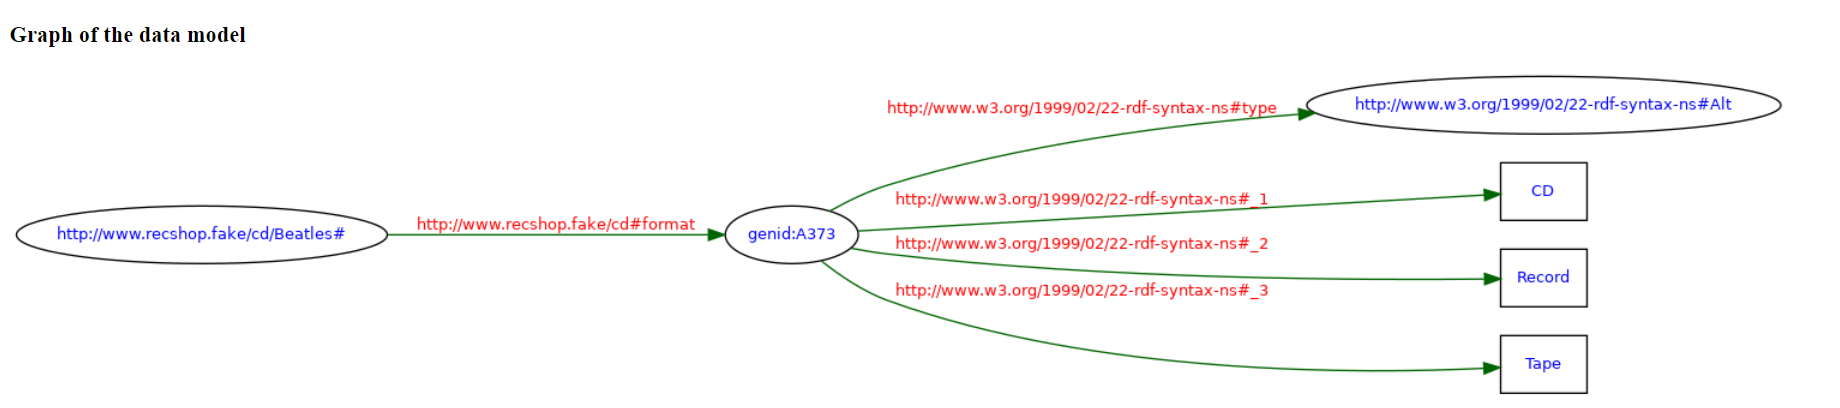 Graph of the data model
http://www.w3.org/1999/02/22-rdf-syntax-ns#type
http://www.w3.org/1999/02/22-rdf-syntax-ns#Alt
http://www.w3.org/1999/02/22-rdf-syntax-ns#_1
CD
http://www.recshop.fake/cd/Beatles#
http://www.recshop.fake/cd#format
genid:A373
http://www.w3.org/1999/02/22-rdf-syntax-ns#_2
Record
http://www.w3.org/1999/02/22-rdf-syntax-ns#_3
Tape